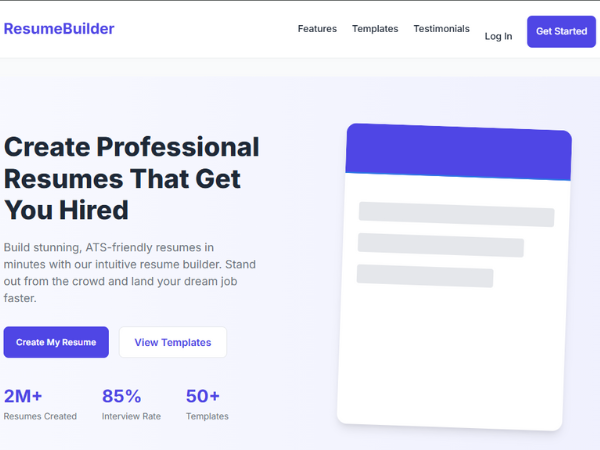 ResumeBuilder
Features Templates Testimonials Log In Get Started
Create Professional
Resumes That Get
You Hired
Build stunning, ATS-friendly resumes in
minutes with our intuitive resume builder. Stand
out from the crowd and land your dream job
faster.
Create My Resume View Templates
2M+ 85% 50+
Resumes Created Interview Rate Templates